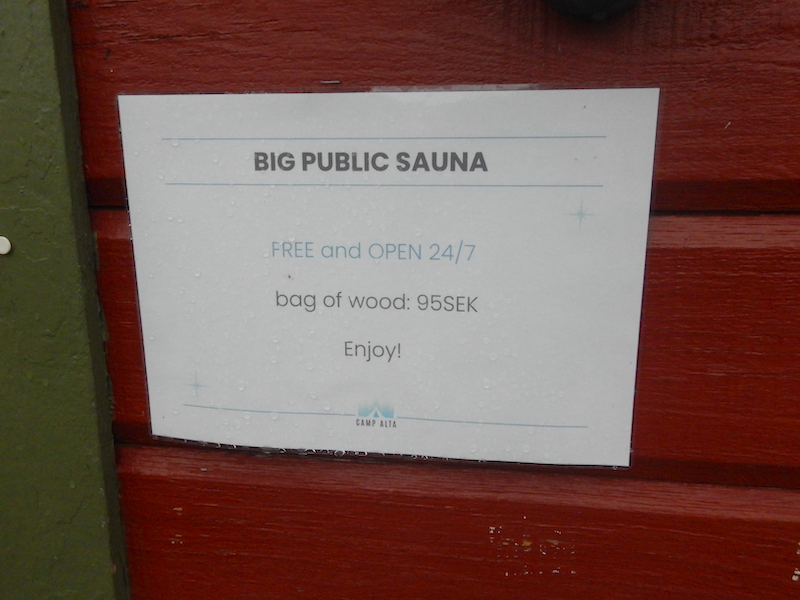 BIG PUBLIC SAUNA
FREE and OPEN 24/7
bag of wood: 95SEK
Enjoy!
CAMP ALTA